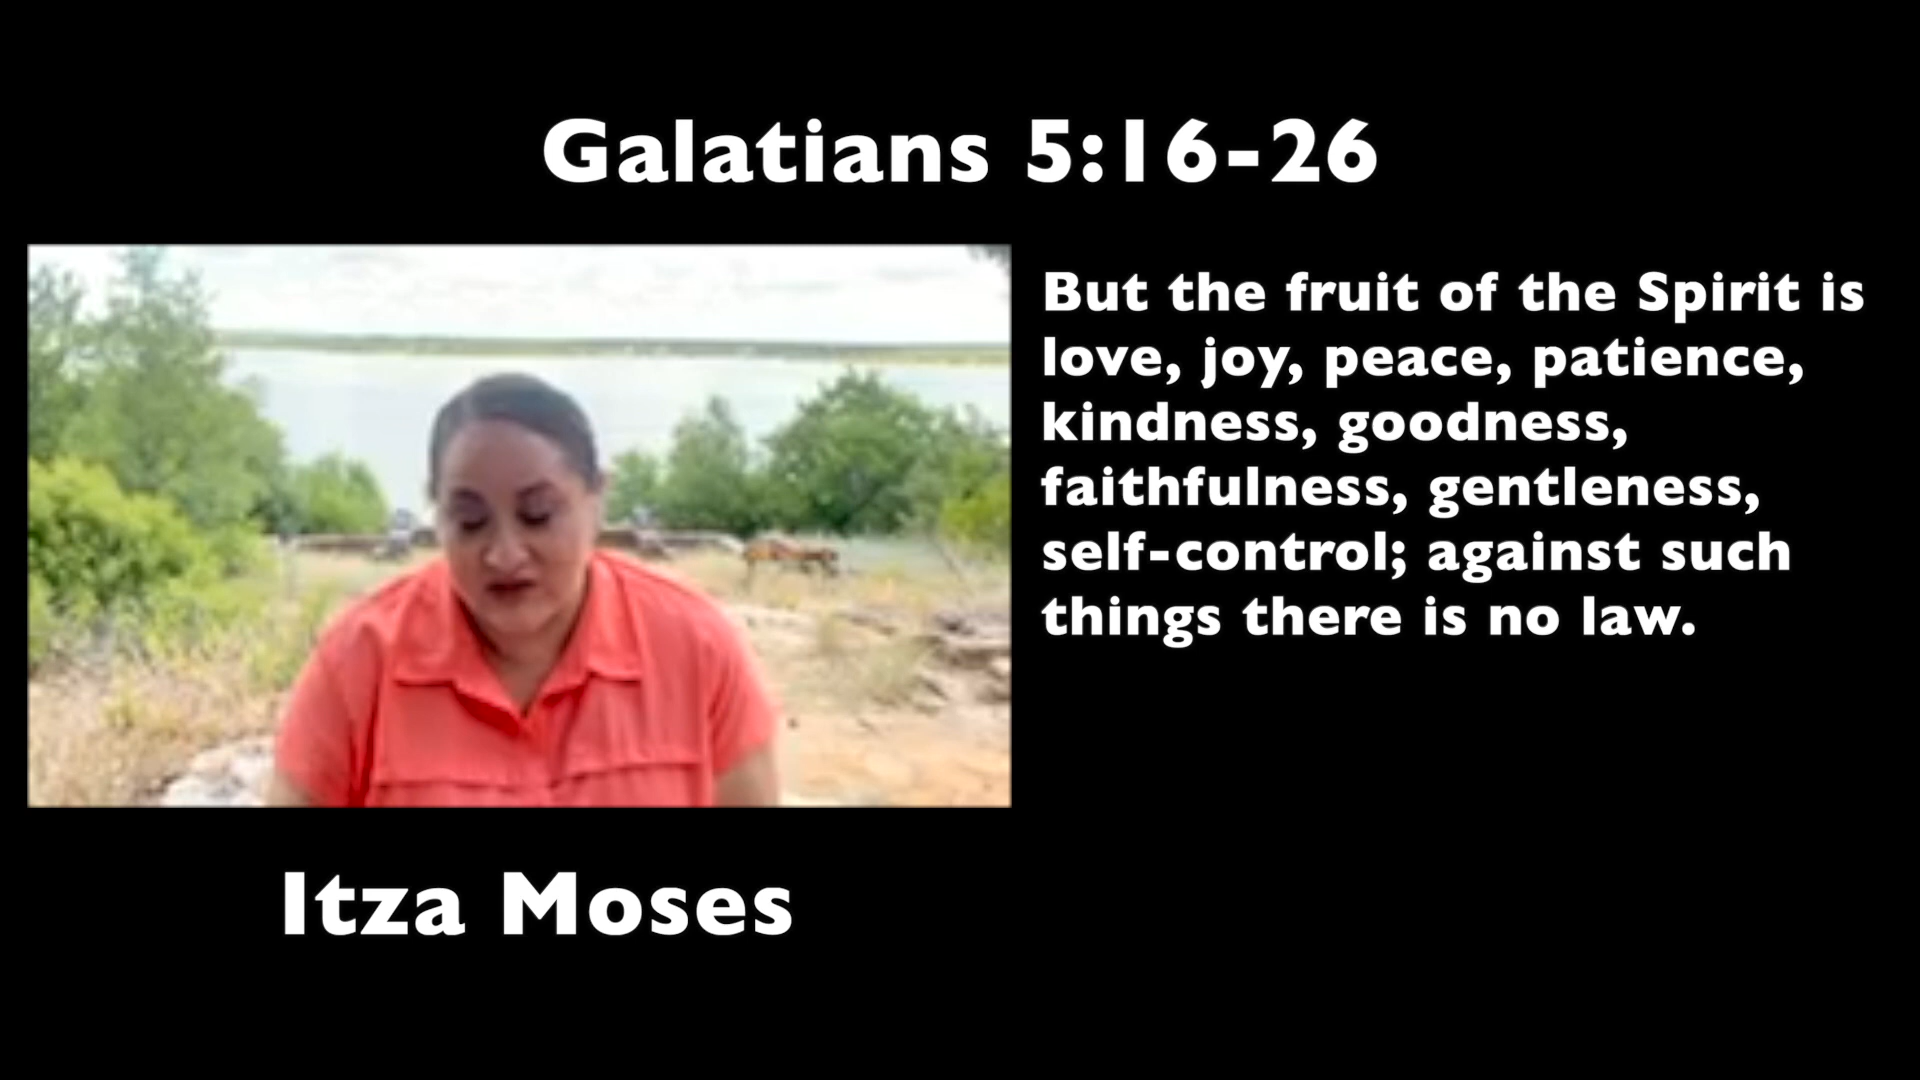 Galatians 5:16-26
But the fruit of the Spirit is
love, joy, peace, patience,
kindness, goodness,
faithfulness, gentleness,
self-control; against such
things there is no law.
Itza Moses